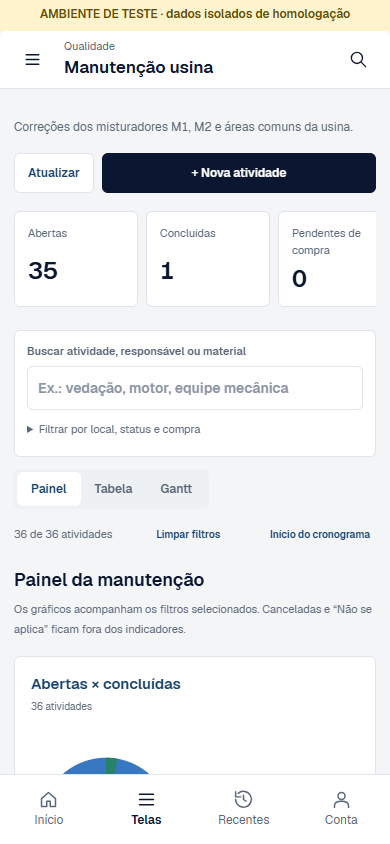 AMBIENTE DE TESTE · dados isolados de homologação
Qualidade
Manutenção usina
Correções dos misturadores M1, M2 e áreas comuns da usina.
Atualizar
+ Nova atividade
Abertas
35
Concluídas
1
Pendentes de
compra
0
Buscar atividade, responsável ou material
Ex.: vedação, motor, equipe mecânica
Filtrar por local, status e compra
Painel
Tabela
Gantt
36 de 36 atividades
Limpar filtros
Início do cronograma
Painel da manutenção
Os gráficos acompanham os filtros selecionados. Canceladas e “Não se
aplica” ficam fora dos indicadores.
Abertas × concluídas
36 atividades
Início
Telas
Recentes
Conta